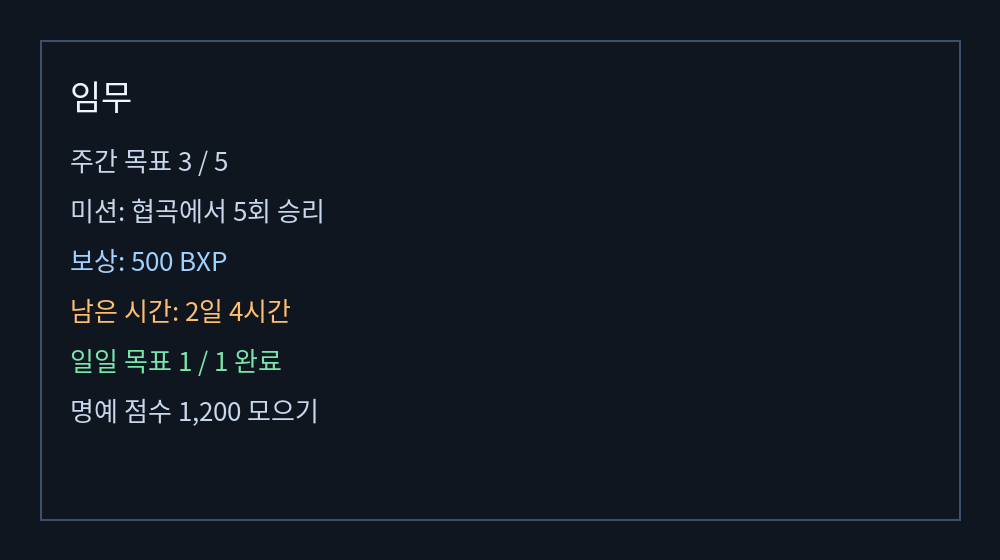 임무
주간 목표 3 / 5
미션: 협곡에서 5회 승리
보상: 500 BXP
남은 시간: 2일 4시간
일일 목표 1 / 1 완료
명예 점수 1,200 모으기